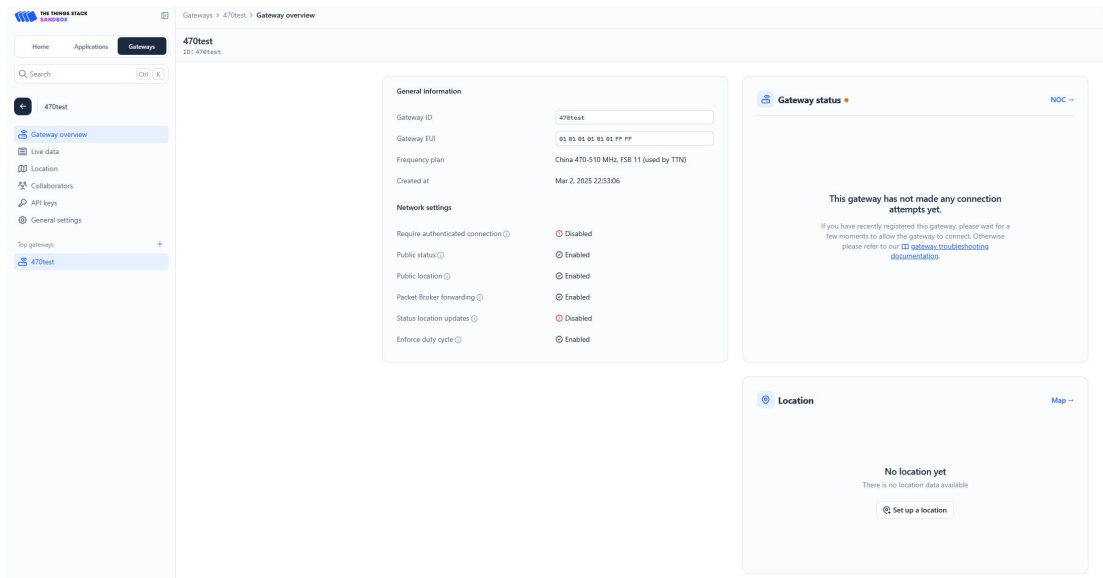 THE THINGS STACK
SANDBOX
Home Applications Gateways
Search Ctrl K
470test
Gateway overview
Live data
Location
Collaborators
API keys
General settings
Top gateways +
470test
Gateways > 470test > Gateway overview
470test
ID: 470test
General information
Gateway ID 470test
Gateway EUI 01 01 01 01 01 01 FF FF
Frequency plan China 470-510 MHz, FSB 11 (used by TTN)
Created at Mar 2, 2025 22:53:06
Network settings
Require authenticated connection Disabled
Public status Enabled
Public location Enabled
Packet Broker forwarding Enabled
Status location updates Disabled
Enforce duty cycle Enabled
Gateway status NOC →
This gateway has not made any connection
attempts yet.
If you have recently registered this gateway, please wait for a
few moments to allow the gateway to connect. Otherwise
please refer to our gateway troubleshooting
documentation.
Location Map →
No location yet
There is no location data available
Set up a location